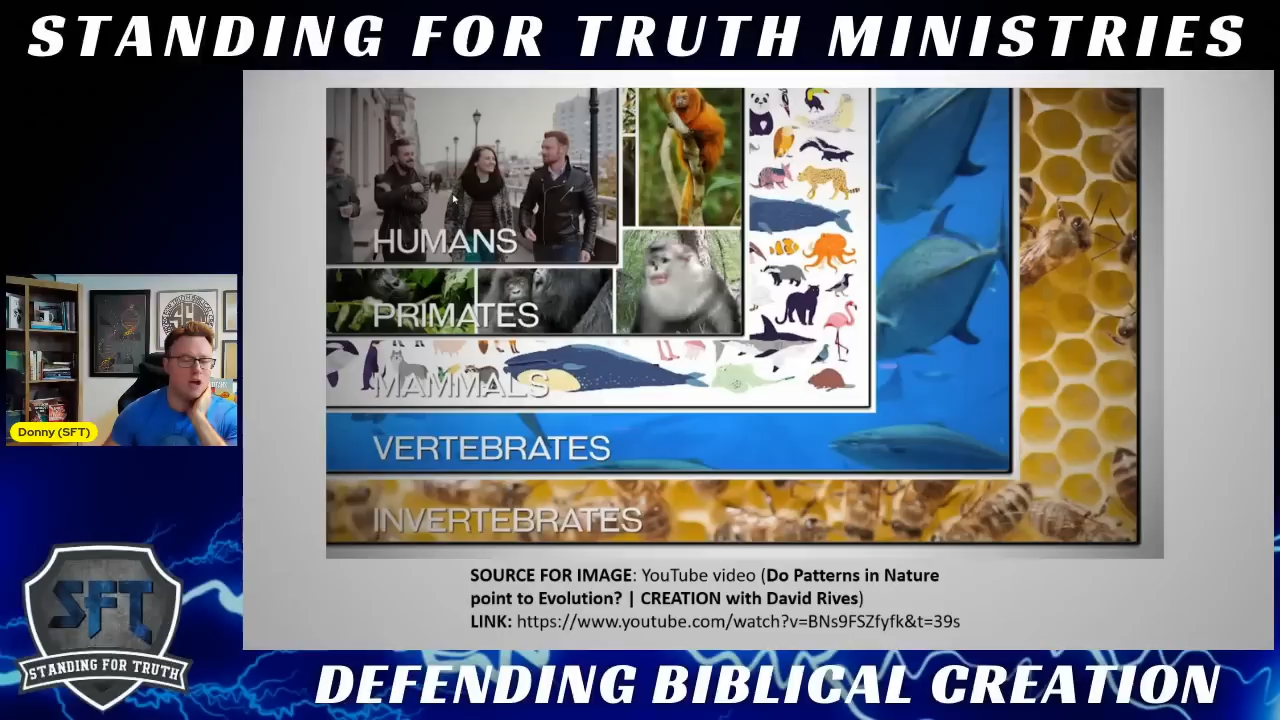 STANDING FOR TRUTH MINISTRIES
HUMANS
PRIMATES
MAMMALS
VERTEBRATES
INVERTEBRATES
Donny (SFT)
SOURCE FOR IMAGE: YouTube video (Do Patterns in Nature
point to Evolution? | CREATION with David Rives)
LINK: https://www.youtube.com/watch?v=BNs9FSZfyfk&t=39s
SFT
STANDING FOR TRUTH
DEFENDING BIBLICAL CREATION